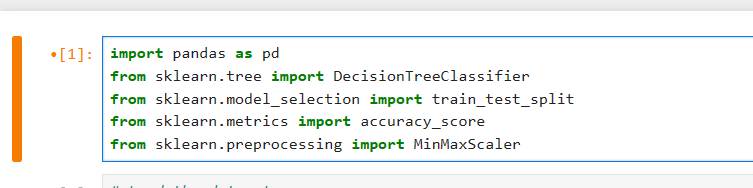 •[1]:
import pandas as pd
from sklearn.tree import DecisionTreeClassifier
from sklearn.model_selection import train_test_split
from sklearn.metrics import accuracy_score
from sklearn.preprocessing import MinMaxScaler